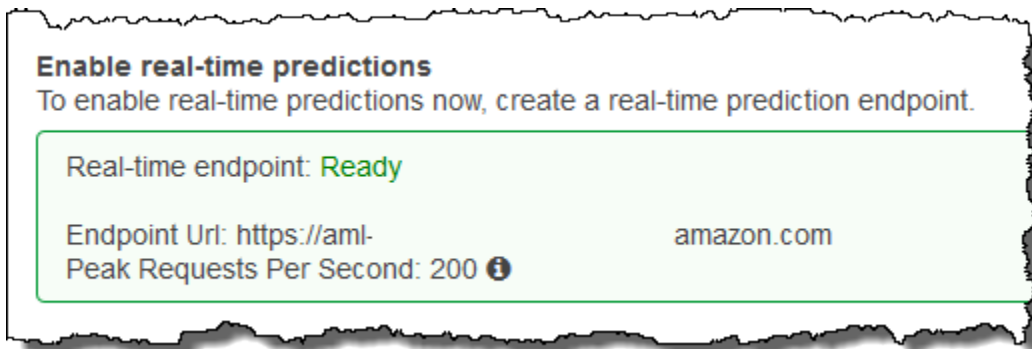 Enable real-time predictions
To enable real-time predictions now, create a real-time prediction endpoint.
Real-time endpoint: Ready
Endpoint Url: https://aml- amazon.com
Peak Requests Per Second: 200